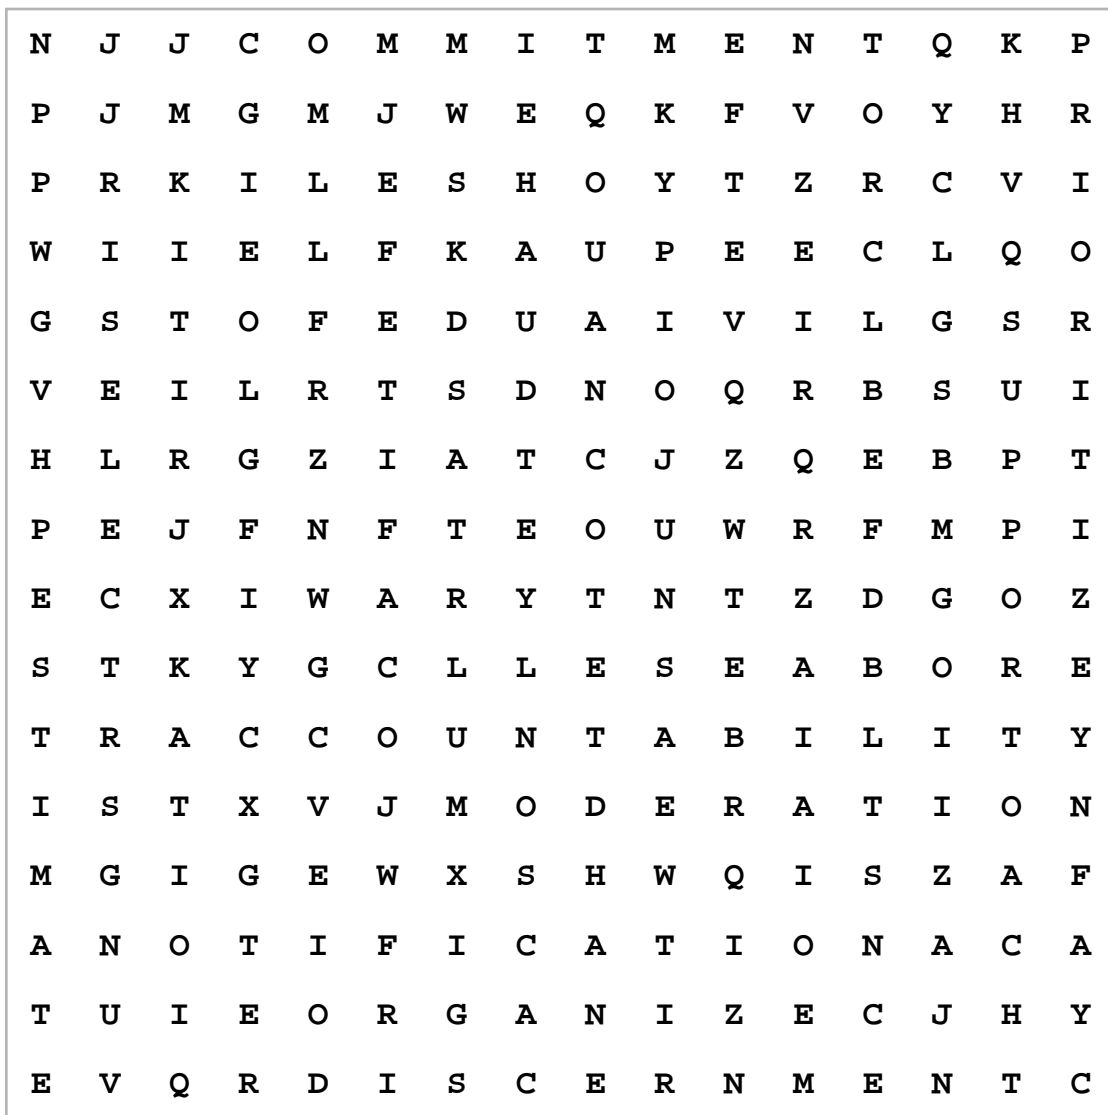 N J J C O M M I T M E N T Q K P
P J M G M J W E Q K F V O Y H R
P R K I L E S H O Y T Z R C V I
W I I E L F K A U P E E C L Q O
G S T O F E D U A I V I L G S R
V E I L R T S D N O Q R B S U I
H L R G Z I A T C J Z Q E B P T
P E J F N F T E O U W R F M P I
E C X I W A R Y T N T Z D G O Z
S T K Y G C L L E S E A B O R E
T R A C C O U N T A B I L I T Y
I S T X V J M O D E R A T I O N
M G I G E W X S H W Q I S Z A F
A N O T I F I C A T I O N A C A
T U I E O R G A N I Z E C J H Y
E V Q R D I S C E R N M E N T C